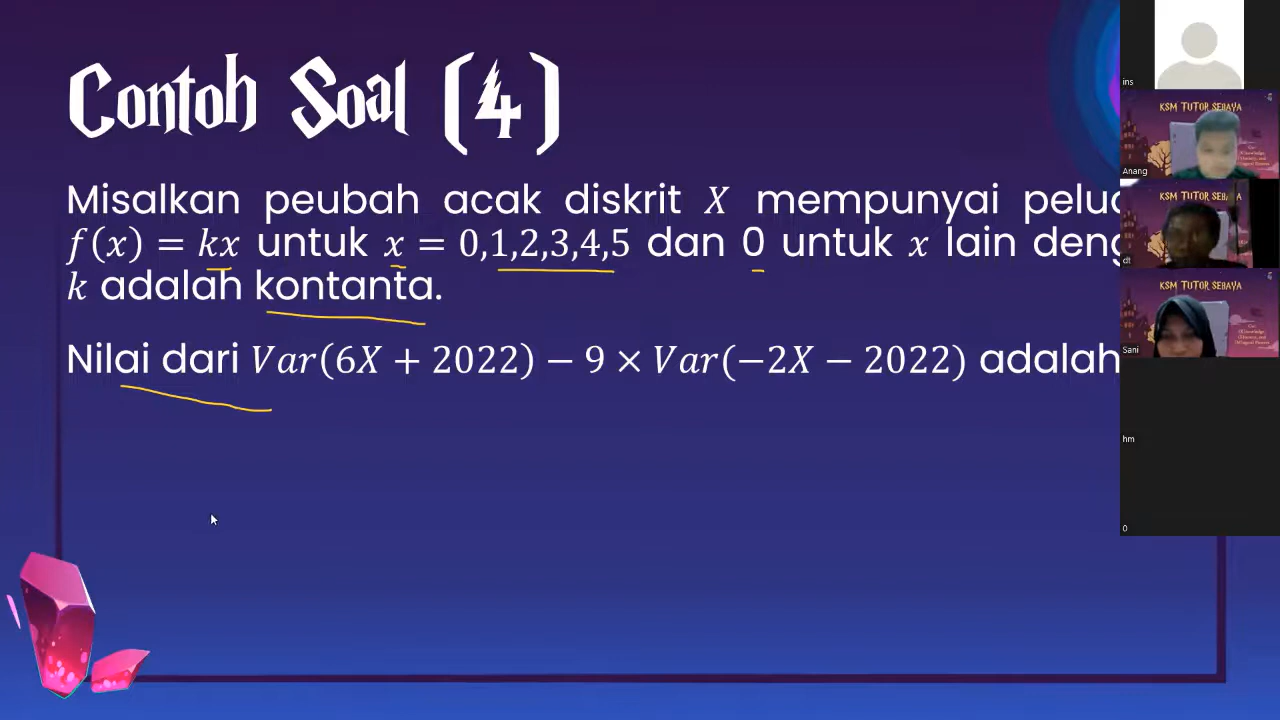 Contoh Soal (4)
Misalkan peubah acak diskrit X mempunyai
f(x) = kx untuk x = 0,1,2,3,4,5 dan 0 untuk x lain
k adalah kontanta.
Nilai dari Var(6X + 2022) − 9 × Var(−2X − 2022) adalah
ins
KSM TUTOR SEBAYA
Anang
KSM TUTOR SEBAYA
dt
KSM TUTOR SEBAYA
Sani
hm
0